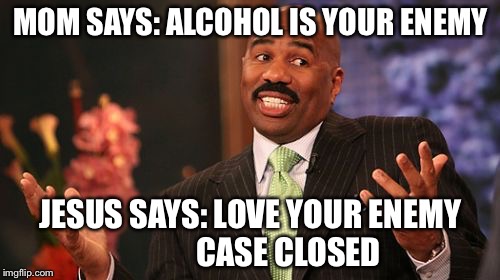 MOM SAYS: ALCOHOL IS YOUR ENEMY
JESUS SAYS: LOVE YOUR ENEMY
CASE CLOSED
imgflip.com